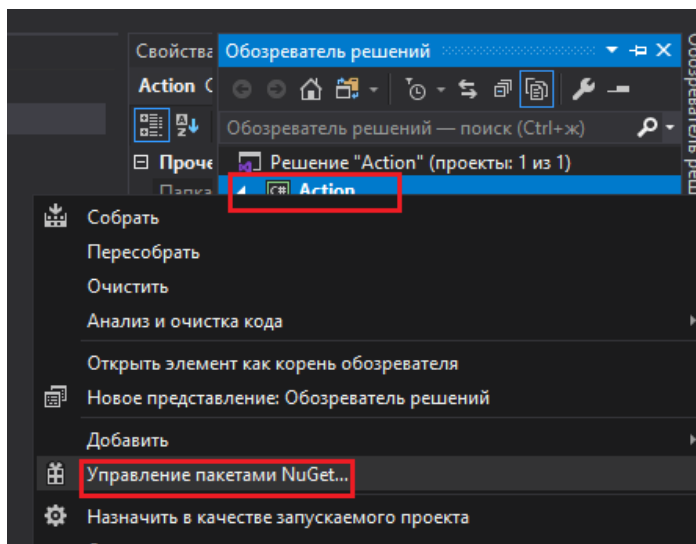 Свойства
Обозреватель решений
Action
Обозреватель решений — поиск (Ctrl+ж)
Решение "Action" (проекты: 1 из 1)
Папка
C# Action
Собрать
Пересобрать
Очистить
Анализ и очистка кода
Открыть элемент как корень обозревателя
Новое представление: Обозреватель решений
Добавить
Управление пакетами NuGet...
Назначить в качестве запускаемого проекта